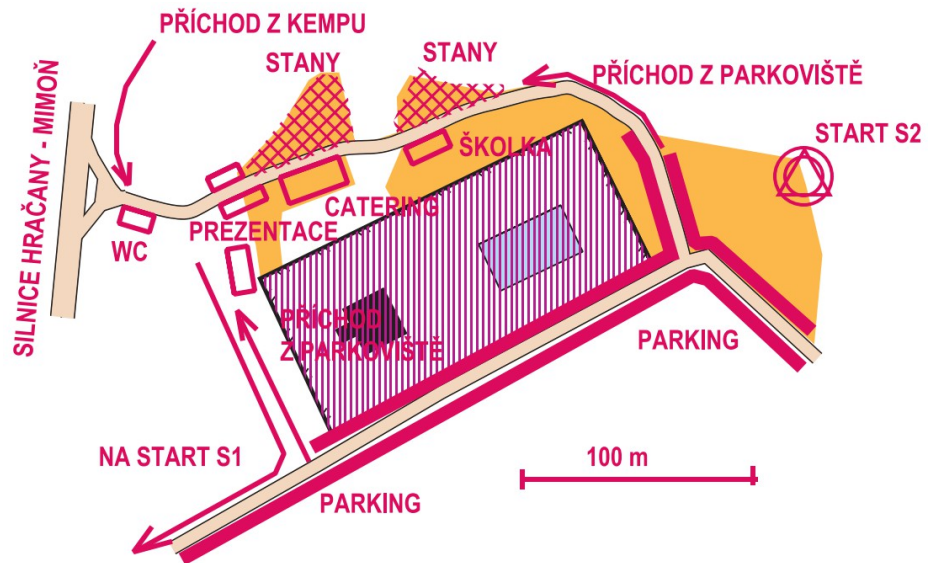 PŘÍCHOD Z KEMPU
STANY
STANY
PŘÍCHOD Z PARKOVIŠTĚ
START S2
ŠKOLKA
CATERING
PREZENTACE
WC
SILNICE HRAČANY - MIMOŇ
PŘÍCHOD
Z PARKOVIŠTĚ
PARKING
NA START S1
100 m
PARKING